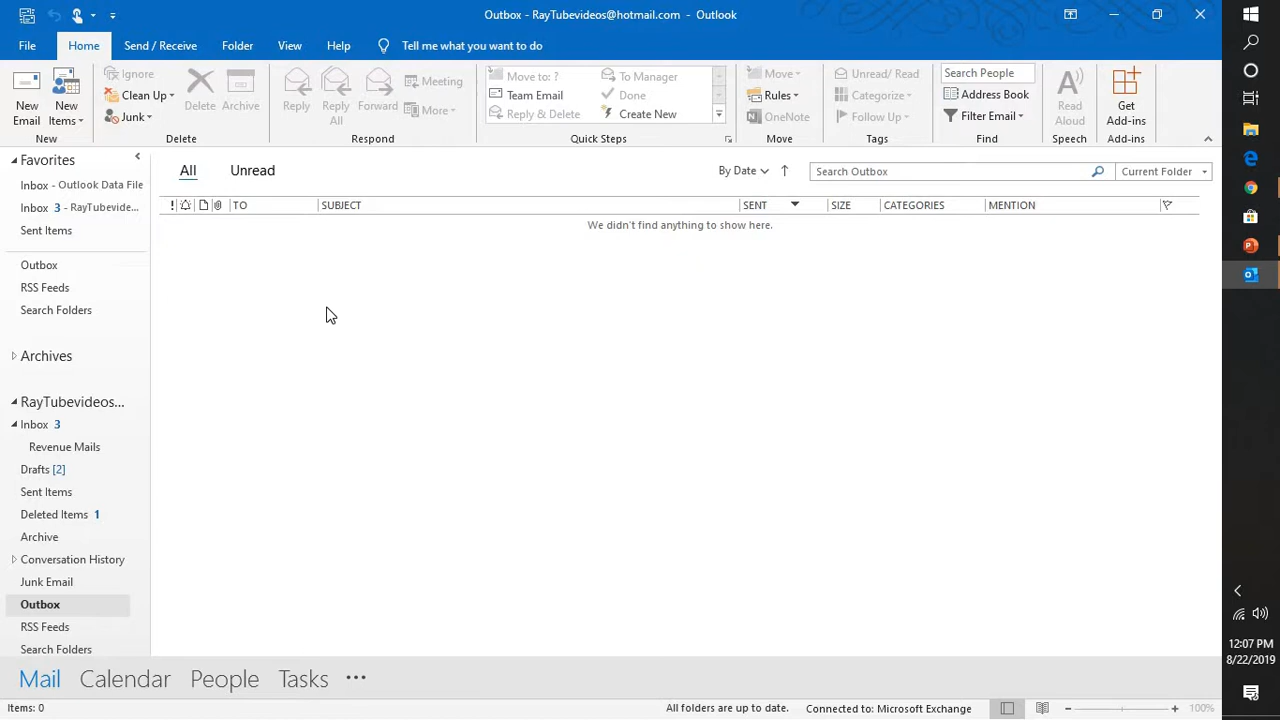 Outbox - RayTubevideos@hotmail.com - Outlook
File Home Send / Receive Folder View Help Tell me what you want to do
New Email
New Items
New
Ignore
Clean Up
Junk
Delete
Archive
Delete
Reply
Reply All
Forward
Meeting
More
Respond
Move to: ?
Team Email
Reply & Delete
To Manager
Done
Create New
Quick Steps
Move
Rules
OneNote
Move
Unread/ Read
Categorize
Follow Up
Tags
Search People
Address Book
Filter Email
Find
Read Aloud
Speech
Get Add-ins
Add-ins
Favorites
Inbox - Outlook Data File
Inbox 3 - RayTubevide...
Sent Items
Outbox
RSS Feeds
Search Folders
Archives
RayTubevideos...
Inbox 3
Revenue Mails
Drafts [2]
Sent Items
Deleted Items 1
Archive
Conversation History
Junk Email
Outbox
RSS Feeds
Search Folders
All Unread By Date Search Outbox Current Folder
! TO SUBJECT SENT SIZE CATEGORIES MENTION
We didn't find anything to show here.
Mail Calendar People Tasks ...
Items: 0 All folders are up to date. Connected to: Microsoft Exchange 100%
12:07 PM
8/22/2019